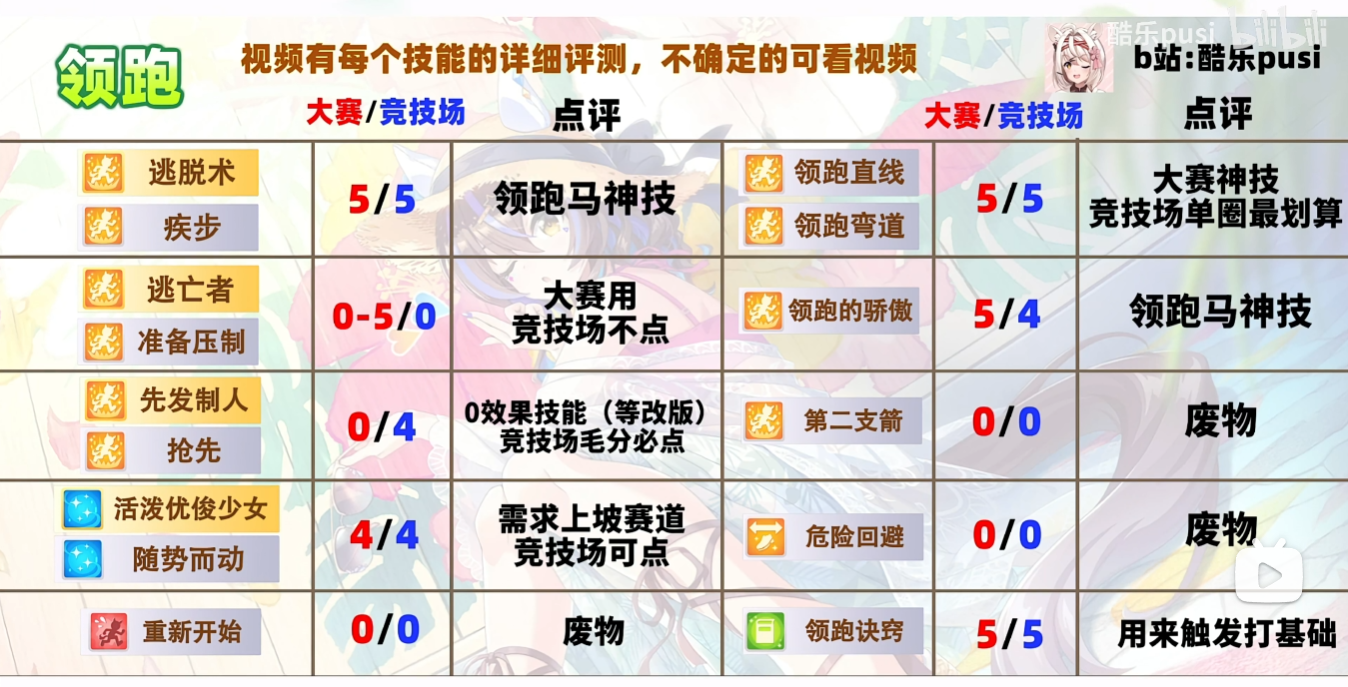 领跑
视频有每个技能的详细评测，不确定的可看视频
酷乐pusi
bilibili
b站:酷乐pusi
大赛/竞技场
点评
大赛/竞技场
点评
逃脱术
疾步
5/5
领跑马神技
领跑直线
领跑弯道
5/5
大赛神技
竞技场单圈最划算
逃亡者
准备压制
0-5/0
大赛用
竞技场不点
领跑的骄傲
5/4
领跑马神技
先发制人
抢先
0/4
0效果技能（等改版）
竞技场毛分必点
第二支箭
0/0
废物
活泼优俊少女
随势而动
4/4
需求上坡赛道
竞技场可点
危险回避
0/0
废物
重新开始
0/0
废物
领跑诀窍
5/5
用来触发打基础